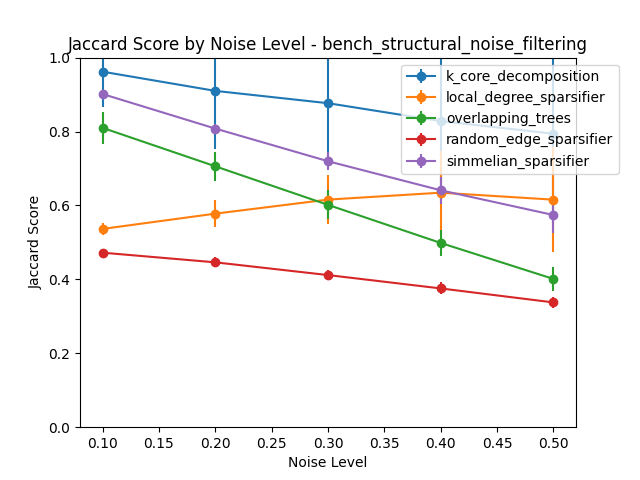 Jaccard Score by Noise Level - bench_structural_noise_filtering
k_core_decomposition
local_degree_sparsifier
overlapping_trees
random_edge_sparsifier
simmelian_sparsifier
Jaccard Score
1.0
0.8
0.6
0.4
0.2
0.0
0.10 0.15 0.20 0.25 0.30 0.35 0.40 0.45 0.50
Noise Level